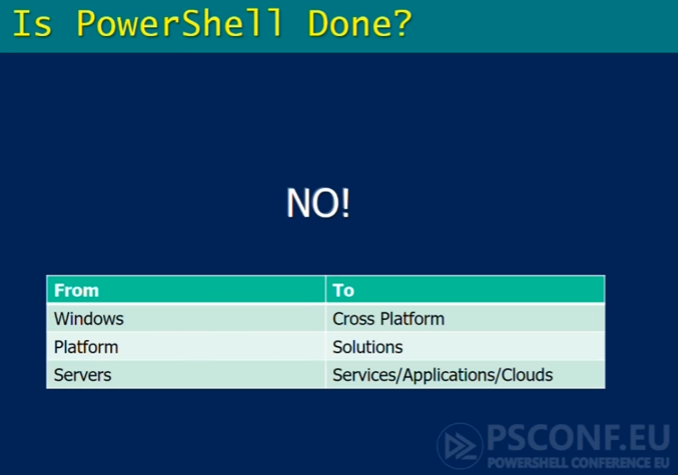 Is PowerShell Done?
NO!
From To
Windows Cross Platform
Platform Solutions
Servers Services/Applications/Clouds
PSCONF.EU
POWERSHELL CONFERENCE EU